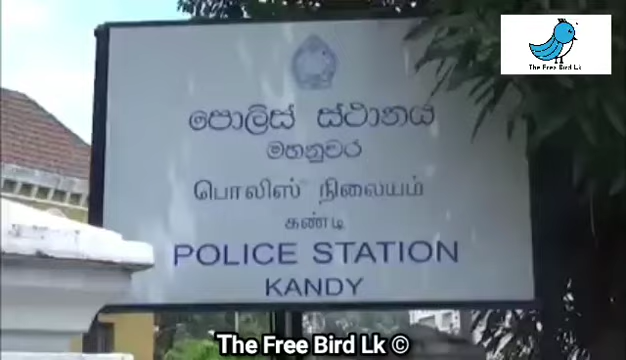 The Free Bird Lk
පොලිස් ස්ථානය
මහනුවර
பொலிஸ் நிலையம்
கண்டி
POLICE STATION
KANDY
The Free Bird Lk ©